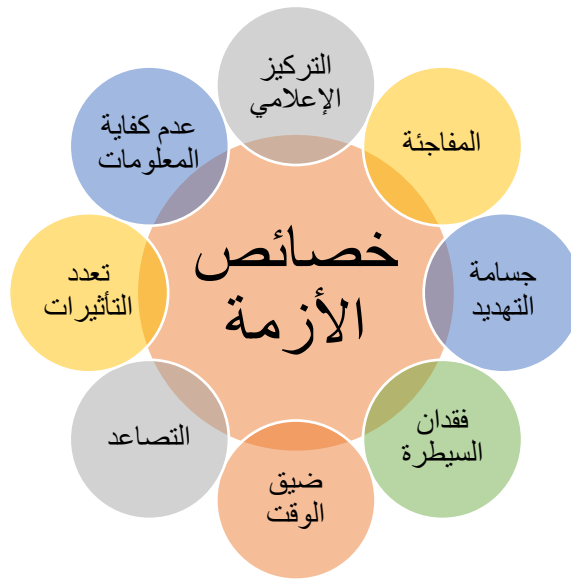 التركيز
الإعلامي
المفاجئة
جسامة
التهديد
فقدان
السيطرة
ضيق
الوقت
التصاعد
تعدد
التأثيرات
عدم كفاية
المعلومات
خصائص
الأزمة